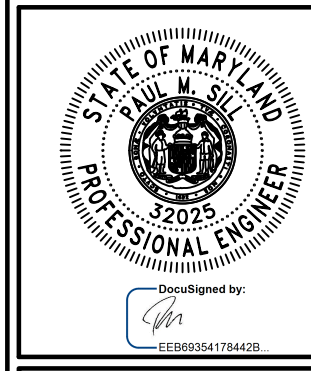 STATE OF MARYLAND
PAUL M. SILL
32025
PROFESSIONAL ENGINEER
DocuSigned by:
EEB69354178442B...